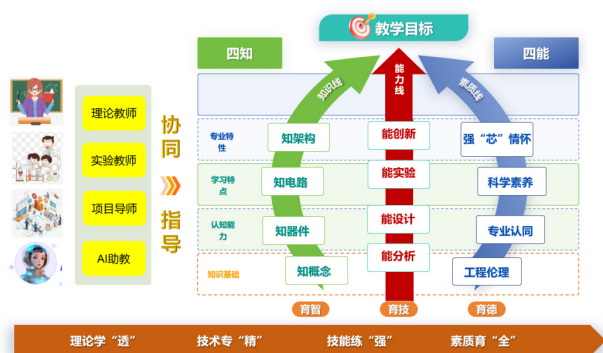 教学目标
四知
四能
知识线
能力线
素质线
理论教师
实验教师
项目导师
AI助教
协同
指导
专业特性
知架构
能创新
强“芯”情怀
学习特点
知电路
能实验
科学素养
认知能力
知器件
能设计
专业认同
知识基础
知概念
能分析
工程伦理
育智
育技
育德
理论学“透”
技术专“精”
技能练“强”
素质育“全”